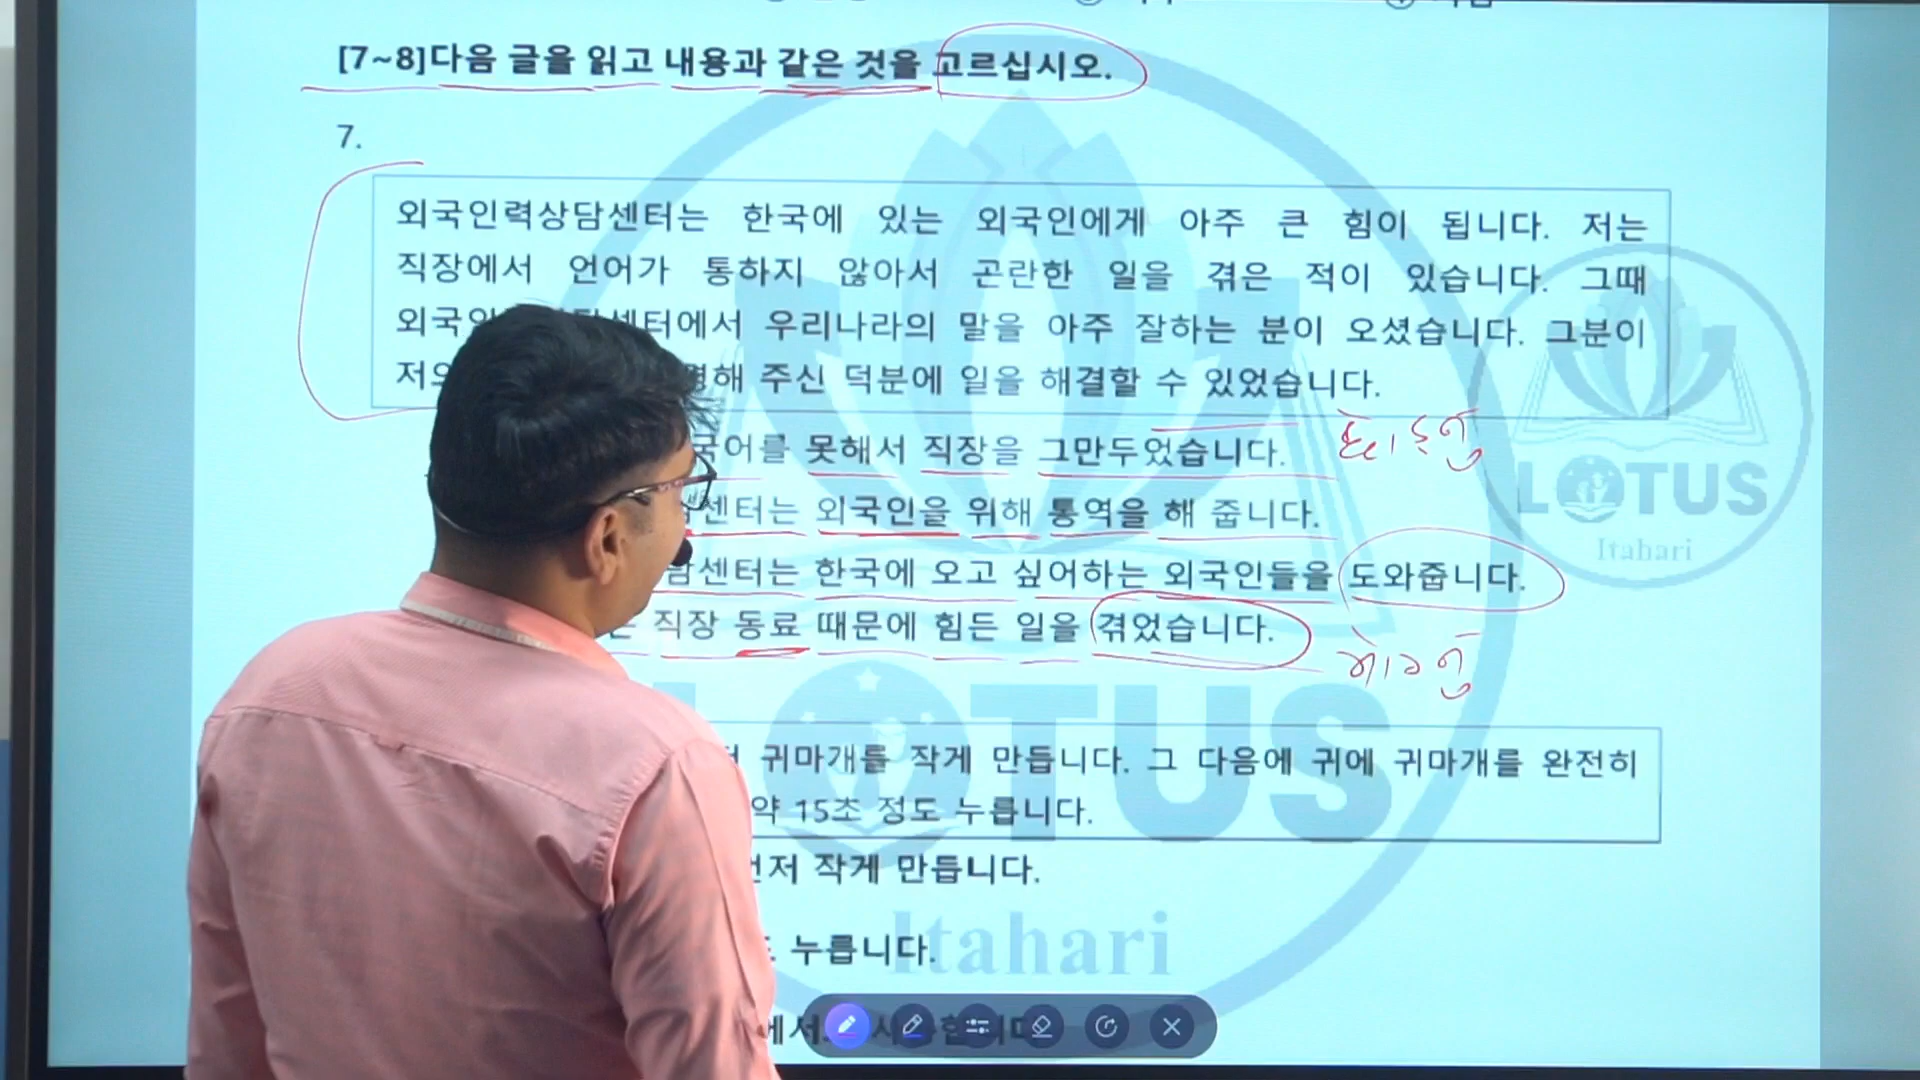 [7~8]다음 글을 읽고 내용과 같은 것을 고르십시오.
7.
외국인력상담센터는 한국에 있는 외국인에게 아주 큰 힘이 됩니다. 저는
직장에서 언어가 통하지 않아서 곤란한 일을 겪은 적이 있습니다. 그때
센터에서 우리나라의 말을 아주 잘하는 분이 오셨습니다. 그분이
주신 덕분에 일을 해결할 수 있었습니다.
못해서 직장을 그만두었습니다.
센터는 외국인을 위해 통역을 해 줍니다.
센터는 한국에 오고 싶어하는 외국인들을 도와줍니다.
직장 동료 때문에 힘든 일을 겪었습니다.
LOTUS
Itahari
귀마개를 작게 만듭니다. 그 다음에 귀에 귀마개를 완전히
약 15초 정도 누릅니다.
작게 만듭니다.
누릅니다.
LOTUS
Itahari